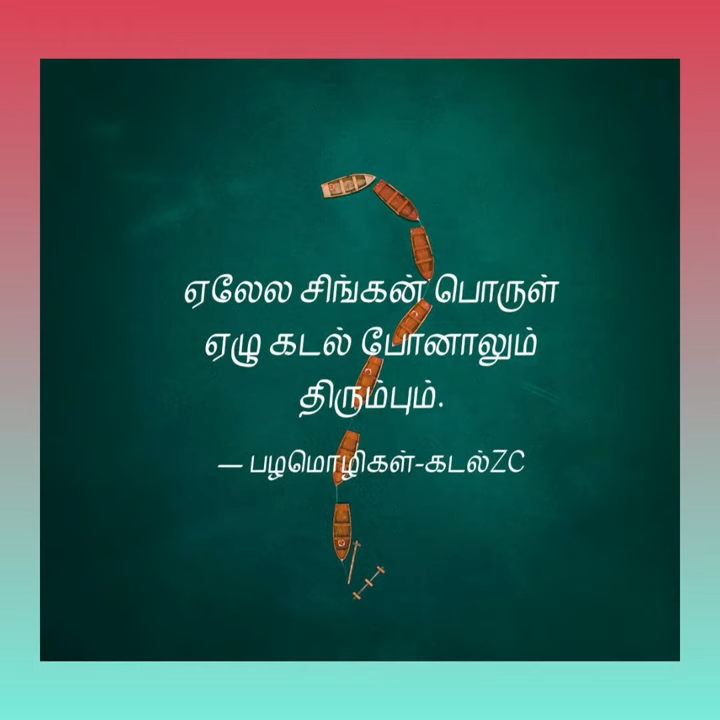 ஏலேல சிங்கன் பொருள்
ஏழு கடல் போனாலும்
திரும்பும்.
— பழமொழிகள்-கடல்ZC